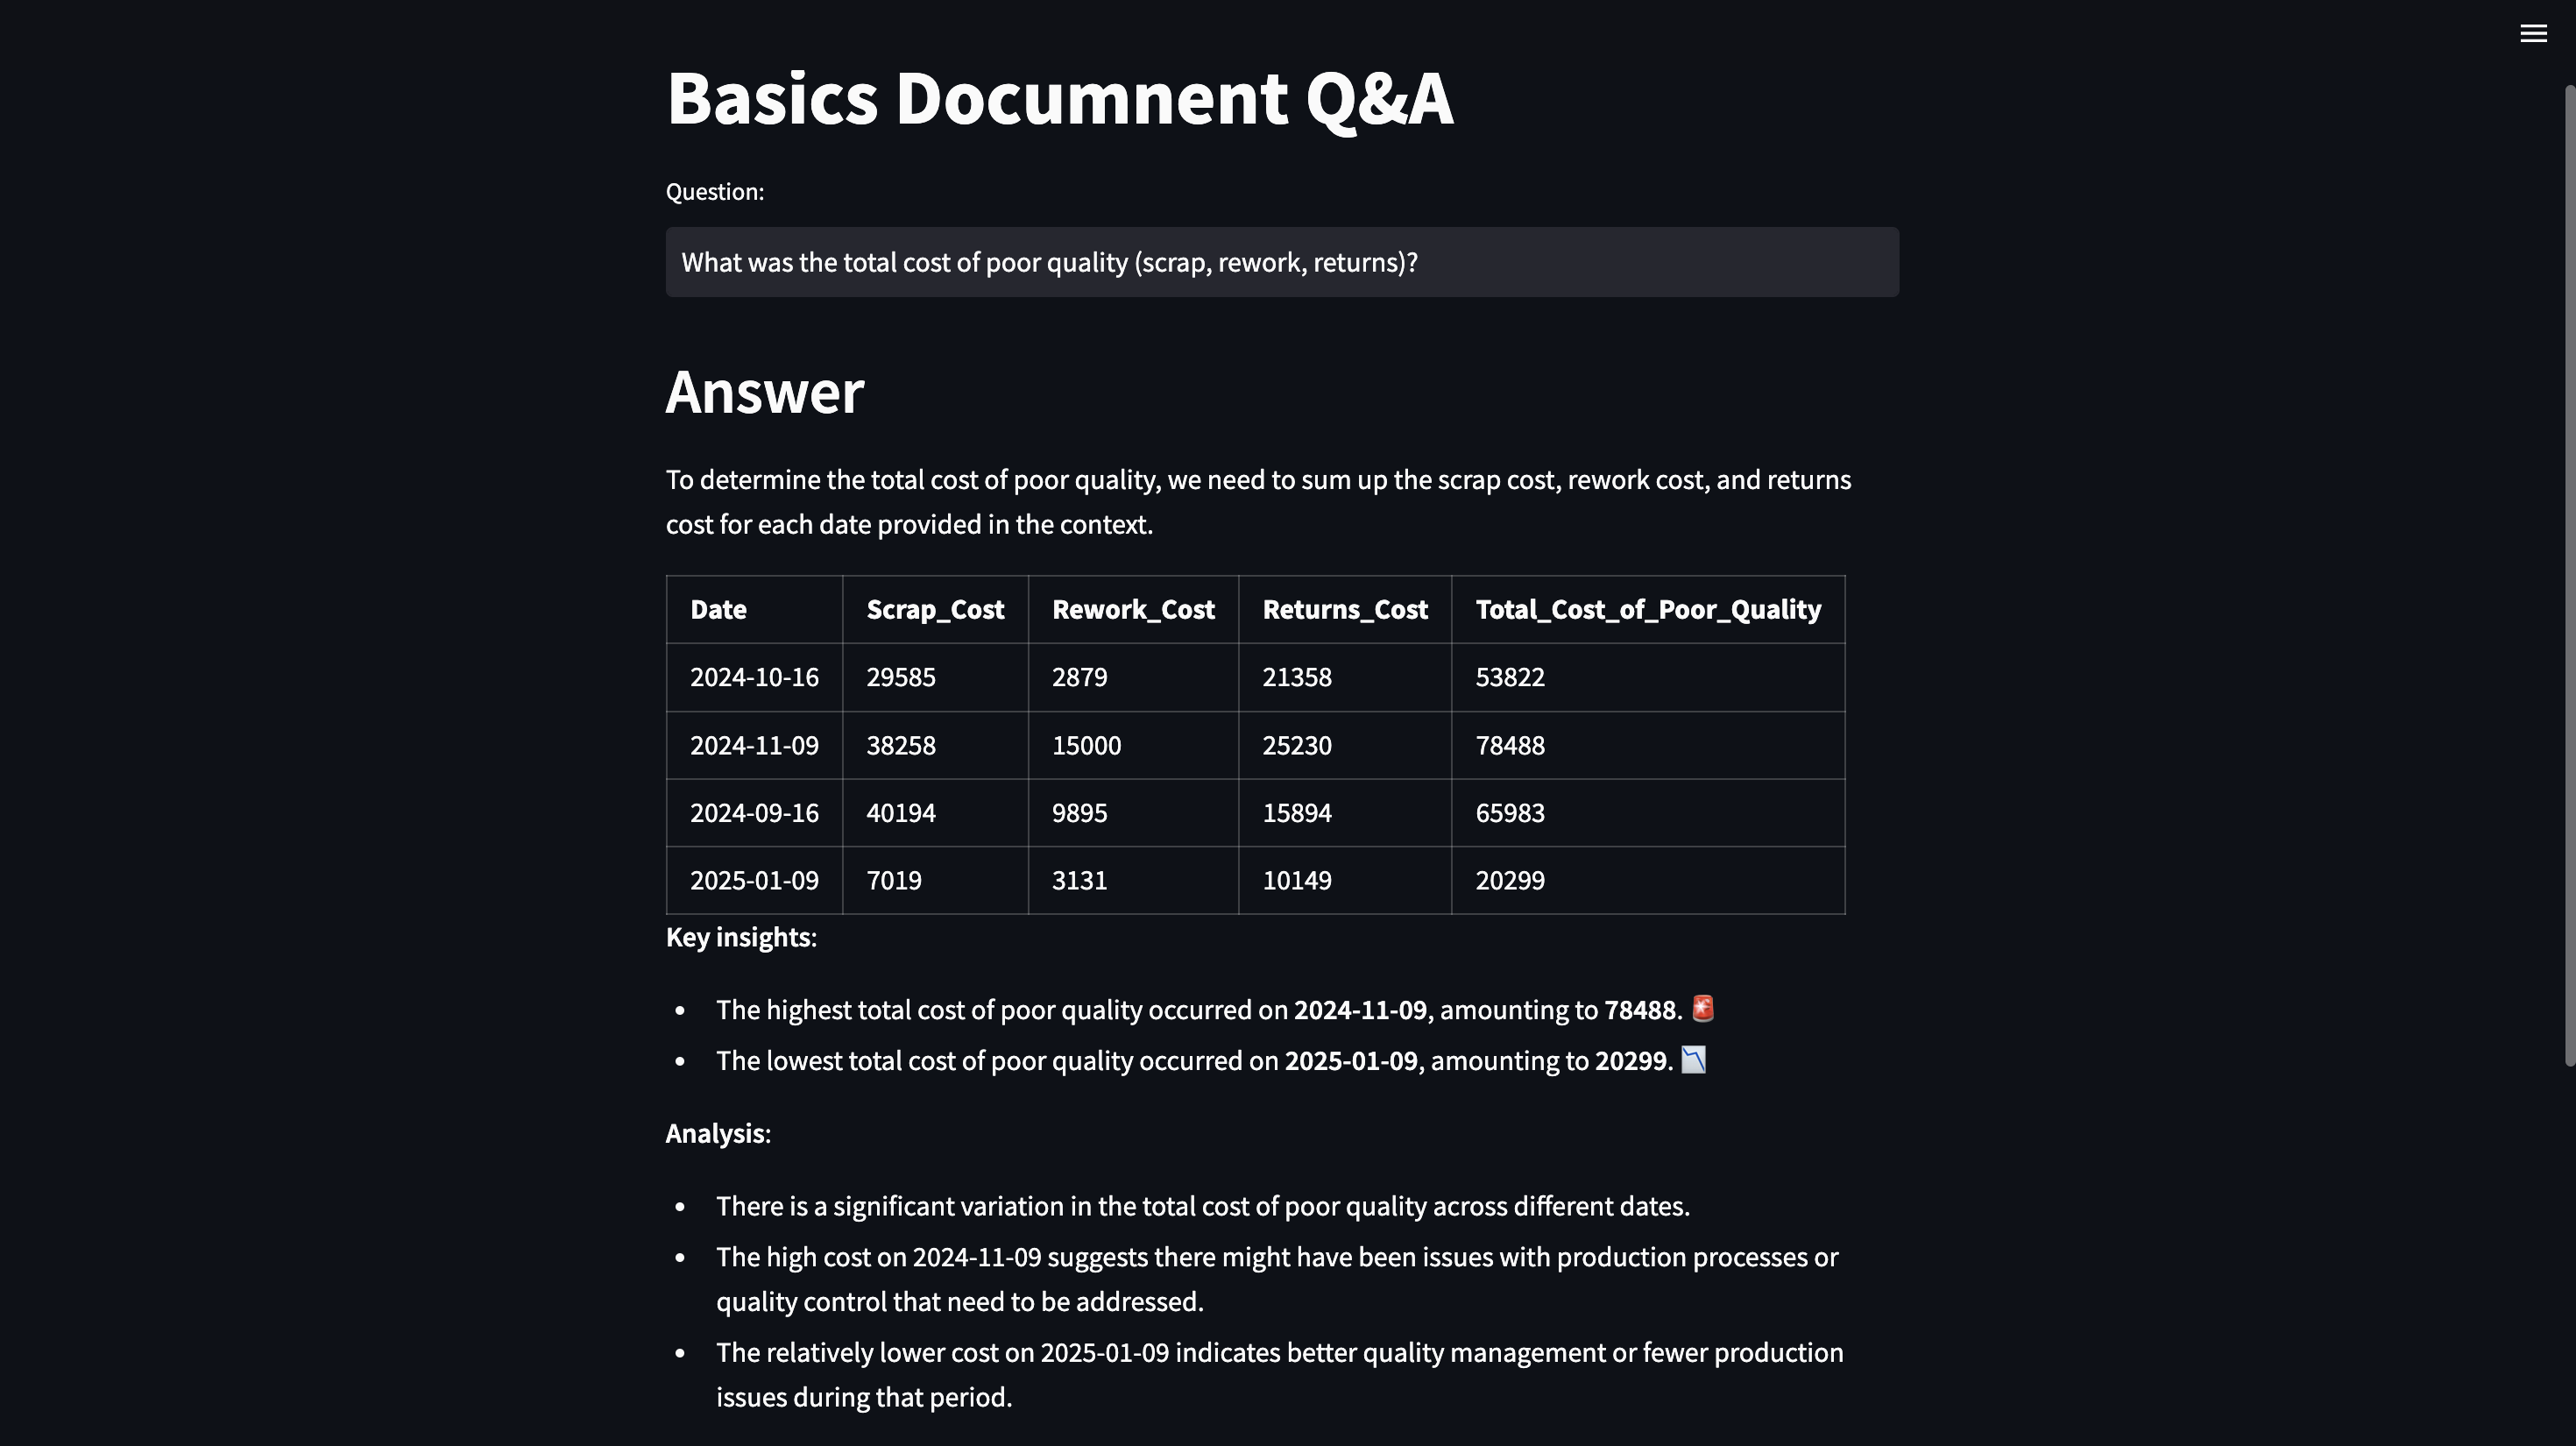 Basics Documnent Q&A
Question:
What was the total cost of poor quality (scrap, rework, returns)?
Answer
To determine the total cost of poor quality, we need to sum up the scrap cost, rework cost, and returns
cost for each date provided in the context.
Date Scrap_Cost Rework_Cost Returns_Cost Total_Cost_of_Poor_Quality
2024-10-16 29585 2879 21358 53822
2024-11-09 38258 15000 25230 78488
2024-09-16 40194 9895 15894 65983
2025-01-09 7019 3131 10149 20299
Key insights:
• The highest total cost of poor quality occurred on 2024-11-09, amounting to 78488. 🚨
• The lowest total cost of poor quality occurred on 2025-01-09, amounting to 20299. 📉
Analysis:
• There is a significant variation in the total cost of poor quality across different dates.
• The high cost on 2024-11-09 suggests there might have been issues with production processes or
quality control that need to be addressed.
• The relatively lower cost on 2025-01-09 indicates better quality management or fewer production
issues during that period.